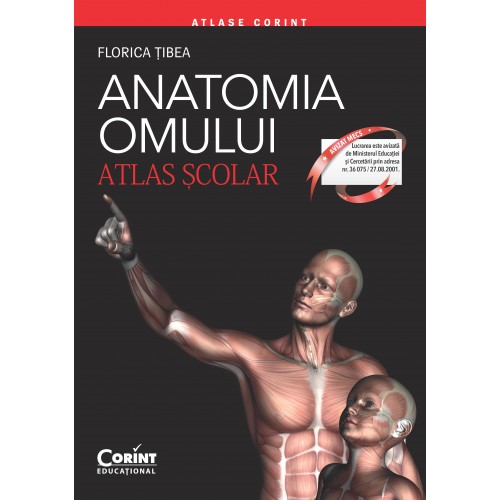 ATLASE CORINT
FLORICA ȚIBEA
ANATOMIA
OMULUI
ATLAS ȘCOLAR
AVIZAT MECS
Lucrarea este avizată
de Ministerul Educației
și Cercetării prin adresa
nr. 36 075 / 27.08.2001.
CORINT
EDUCAȚIONAL